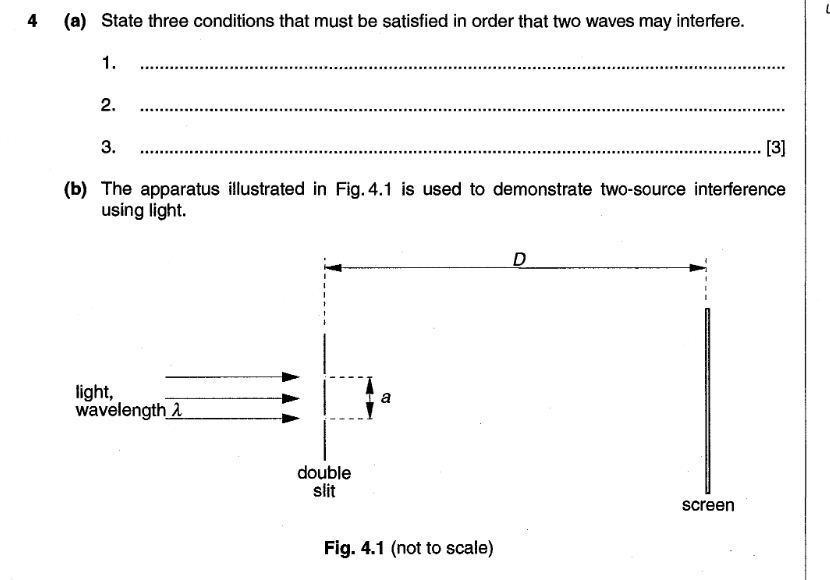 4 (a) State three conditions that must be satisfied in order that two waves may interfere.
1. ........................................................................
2. ........................................................................
3. ........................................................................ [3]
(b) The apparatus illustrated in Fig. 4.1 is used to demonstrate two-source interference
using light.
D
light,
wavelength λ
a
double
slit
screen
Fig. 4.1 (not to scale)